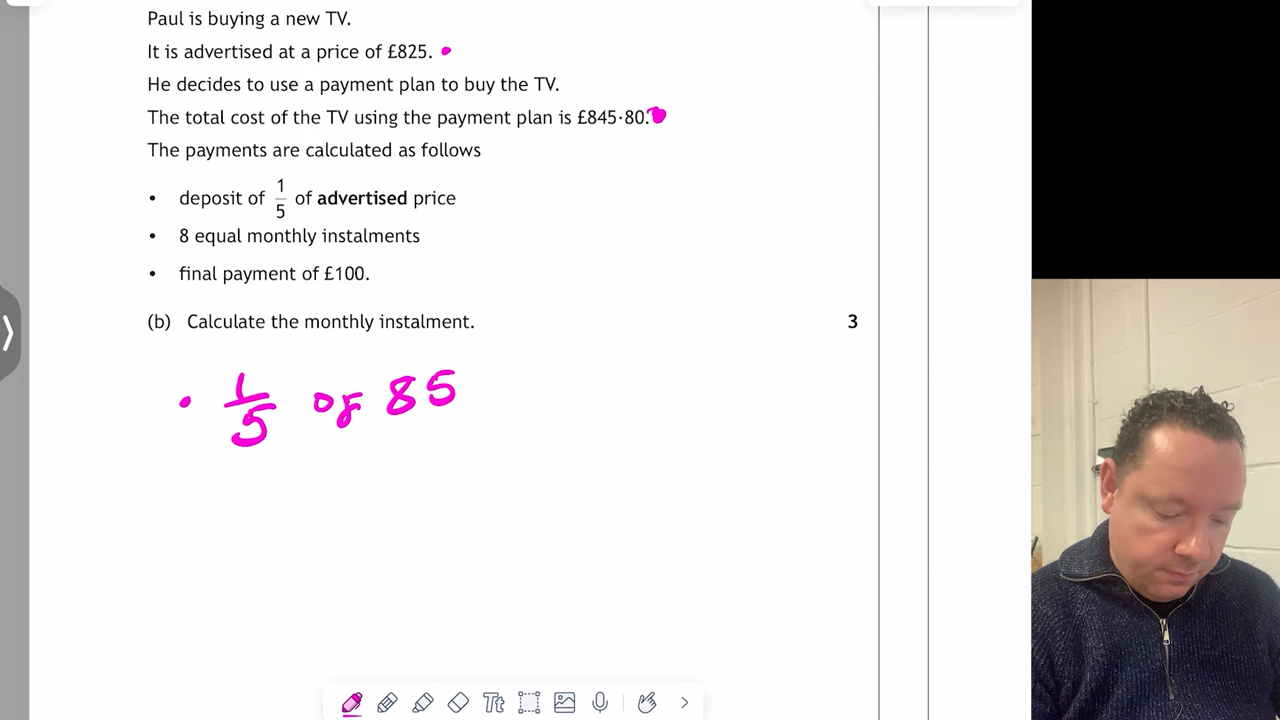 Paul is buying a new TV.
It is advertised at a price of £825.
He decides to use a payment plan to buy the TV.
The total cost of the TV using the payment plan is £845·80.
The payments are calculated as follows
• deposit of 1/5 of advertised price
• 8 equal monthly instalments
• final payment of £100.
(b) Calculate the monthly instalment. 3
• 1/5 of 85
Tt